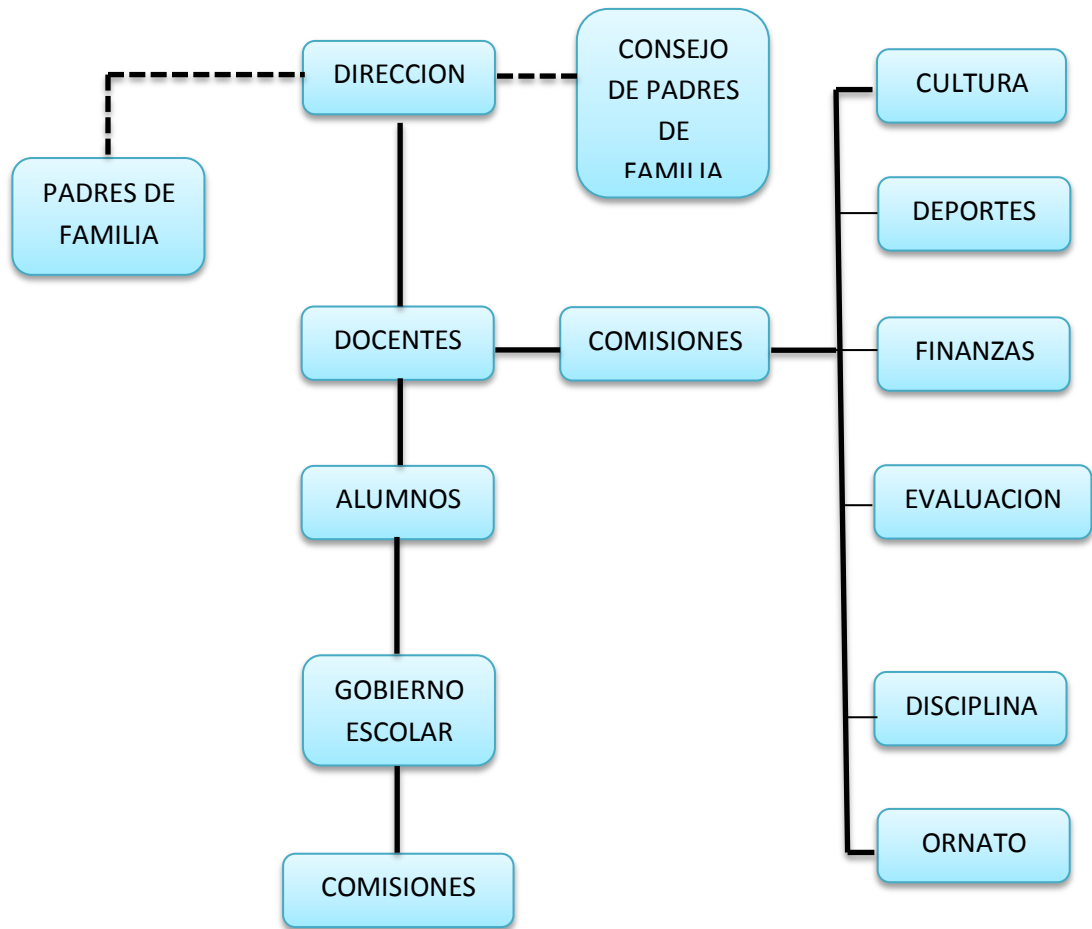 DIRECCION
CONSEJO
DE PADRES
DE
FAMILIA
PADRES DE
FAMILIA
CULTURA
DEPORTES
DOCENTES
COMISIONES
FINANZAS
ALUMNOS
EVALUACION
GOBIERNO
ESCOLAR
DISCIPLINA
COMISIONES
ORNATO